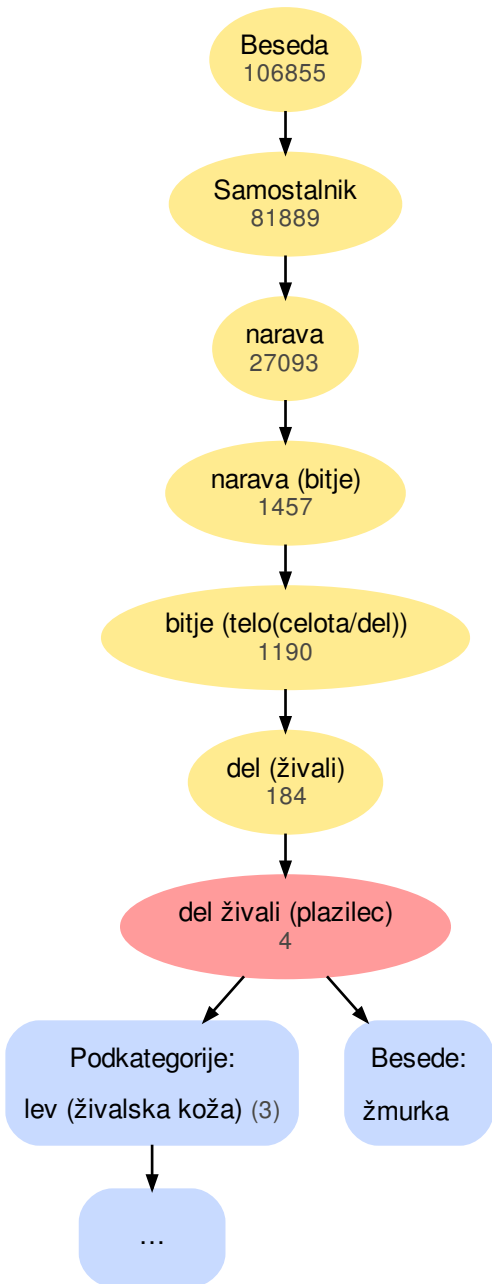 Beseda
106855
Samostalnik
81889
narava
27093
narava (bitje)
1457
bitje (telo(celota/del))
1190
del (živali)
184
del živali (plazilec)
4
Podkategorije:
lev (živalska koža) (3)
Besede:
žmurka
...